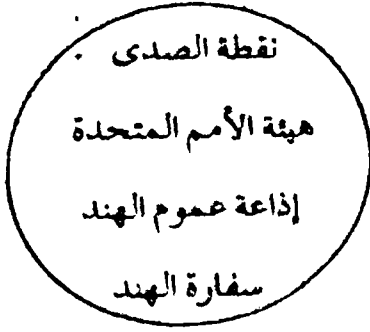 نقطة الصدى
هيئة الأمم المتحدة
إذاعة عموم الهند
سفارة الهند